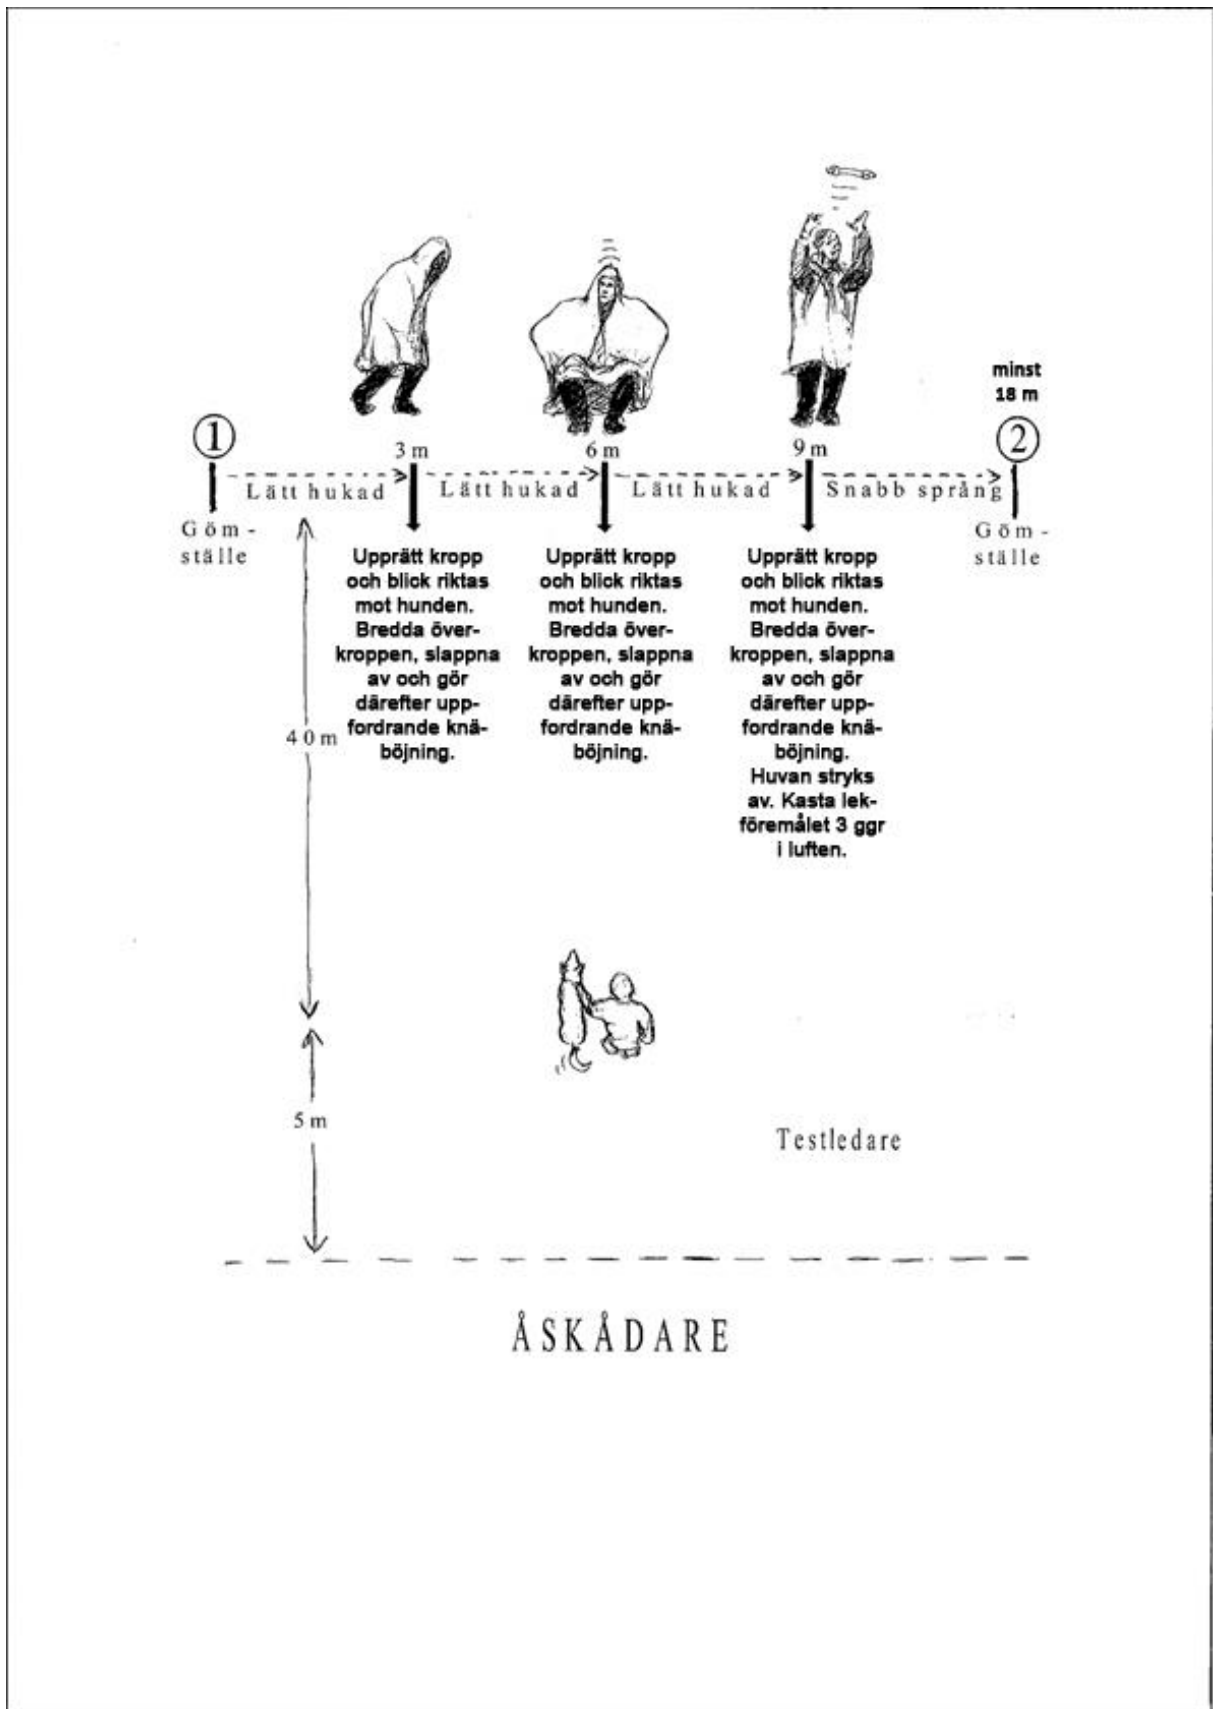 minst
18 m
1
2
3 m
6 m
9 m
Lätt hukad
Lätt hukad
Lätt hukad
Snabb språng
Göm-
ställe
Göm-
ställe
Upprätt kropp
och blick riktas
mot hunden.
Bredda över-
kroppen, slappna
av och gör
därefter upp-
fordrande knä-
böjning.
Upprätt kropp
och blick riktas
mot hunden.
Bredda över-
kroppen, slappna
av och gör
därefter upp-
fordrande knä-
böjning.
Upprätt kropp
och blick riktas
mot hunden.
Bredda över-
kroppen, slappna
av och gör
därefter upp-
fordrande knä-
böjning.
Huvan stryks
av. Kasta lek-
föremålet 3 ggr
i luften.
40 m
5 m
Testledare
ÅSKÅDARE